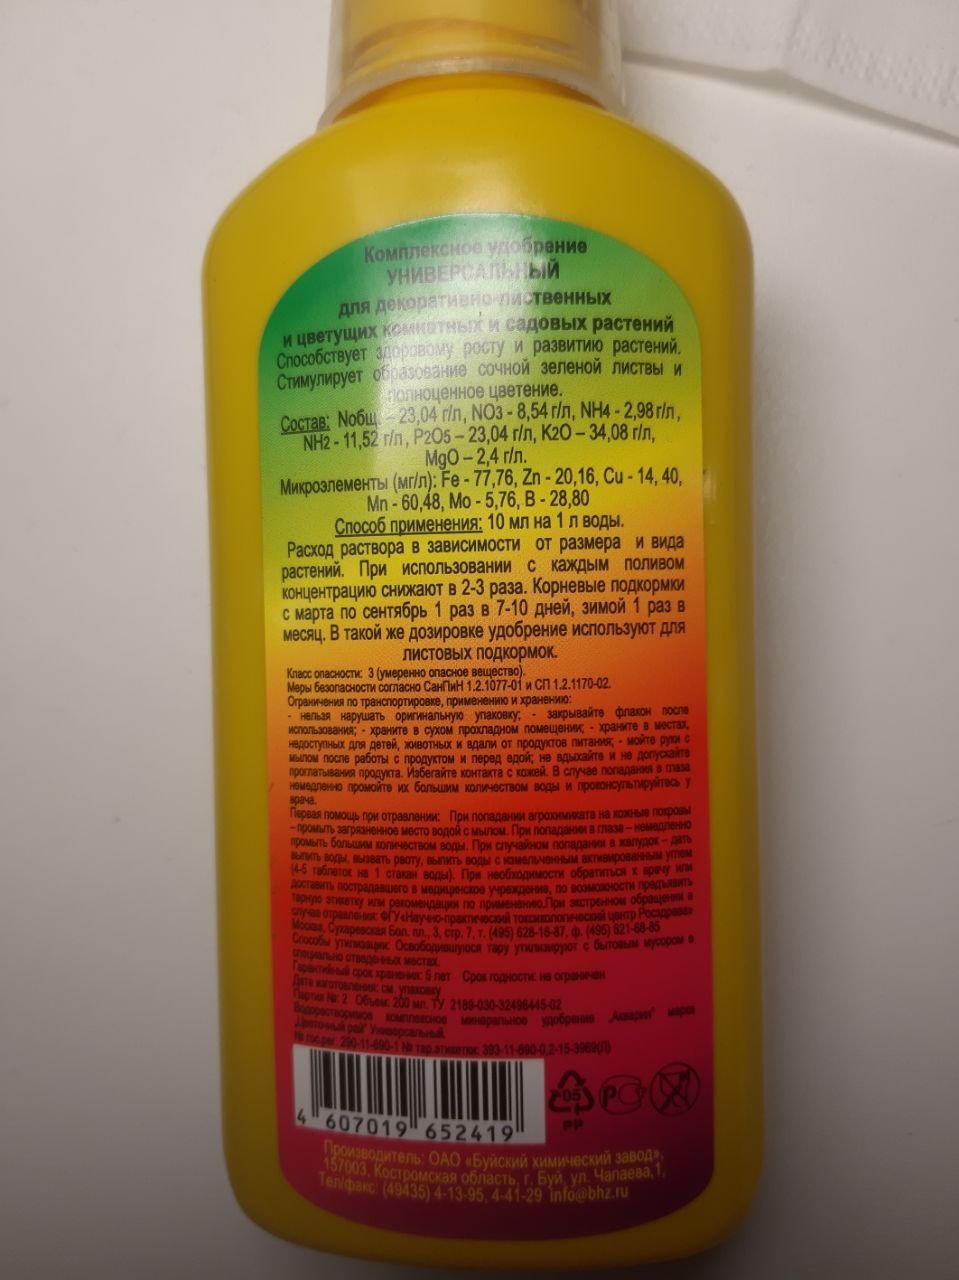 Комплексное удобрение
УНИВЕРСАЛЬНЫЙ
для декоративно-лиственных
и цветущих комнатных и садовых растений
Способствует здоровому росту и развитию растений.
Стимулирует образование сочной зеленой листвы и
полноценное цветение.
Состав: Nобщ. – 23,04 г/л, NO3 - 8,54 г/л, NH4 - 2,98 г/л,
NH2 - 11,52 г/л, P2O5 – 23,04 г/л, K2O – 34,08 г/л,
MgO – 2,4 г/л.
Микроэлементы (мг/л): Fe - 77,76, Zn - 20,16, Cu - 14, 40,
Mn - 60,48, Mo - 5,76, B - 28,80
Способ применения: 10 мл на 1 л воды.
Расход раствора в зависимости от размера и вида
растений. При использовании с каждым поливом
концентрацию снижают в 2-3 раза. Корневые подкормки
с марта по сентябрь 1 раз в 7-10 дней, зимой 1 раз в
месяц. В такой же дозировке удобрение используют для
листовых подкормок.
Класс опасности: 3 (умеренно опасное вещество).
Меры безопасности согласно СанПиН 1.2.1077-01 и СП 1.2.1170-02.
Ограничения по транспортировке, применению и хранению:
- нельзя нарушать оригинальную упаковку; - закрывайте флакон после
использования; - храните в сухом прохладном помещении; - храните в местах,
недоступных для детей, животных и вдали от продуктов питания; - мойте руки с
мылом после работы с продуктом и перед едой; не вдыхайте и не допускайте
проглатывания продукта. Избегайте контакта с кожей. В случае попадания в глаза
немедленно промойте их большим количеством воды и проконсультируйтесь у
врача.
Первая помощь при отравлении: При попадании агрохимиката на кожные покровы
– промыть загрязненное место водой с мылом. При попадании в глаза – немедленно
промыть большим количеством воды. При случайном попадании в желудок – дать
выпить воды, вызвать рвоту, выпить воды с измельченным активированным углем
(4-5 таблеток на 1 стакан воды). При необходимости обратиться к врачу или
доставить пострадавшего в медицинское учреждение, по возможности предъявить
тарную этикетку или рекомендации по применению.При экстренном обращении в
случае отравления: ФГУ«Научно-практический токсикологический центр Росздрава»
Москва, Сухаревская Бол. пл., 3, стр. 7, т. (495) 628-16-87, ф. (495) 621-68-85
Способы утилизации: Освободившуюся тару утилизируют с бытовым мусором в
специально отведенных местах.
Гарантийный срок хранения: 5 лет Срок годности: не ограничен
Дата изготовления: см. упаковку
Партия №: 2 Объем: 200 мл. ТУ 2189-030-32496445-02
Водорастворимое комплексное минеральное удобрение „Акварин" марки
„Цветочный рай" Универсальный.
№ гос.рег. 290-11-690-1 № тар.этикетки: 393-11-690-0,2-15-3969(Л)
4 607019 652419
05
PP
РСТ
Производитель: ОАО «Буйский химический завод»,
157003, Костромская область, г. Буй, ул. Чапаева,1,
Тел/факс: (49435) 4-13-95, 4-41-29 info@bhz.ru